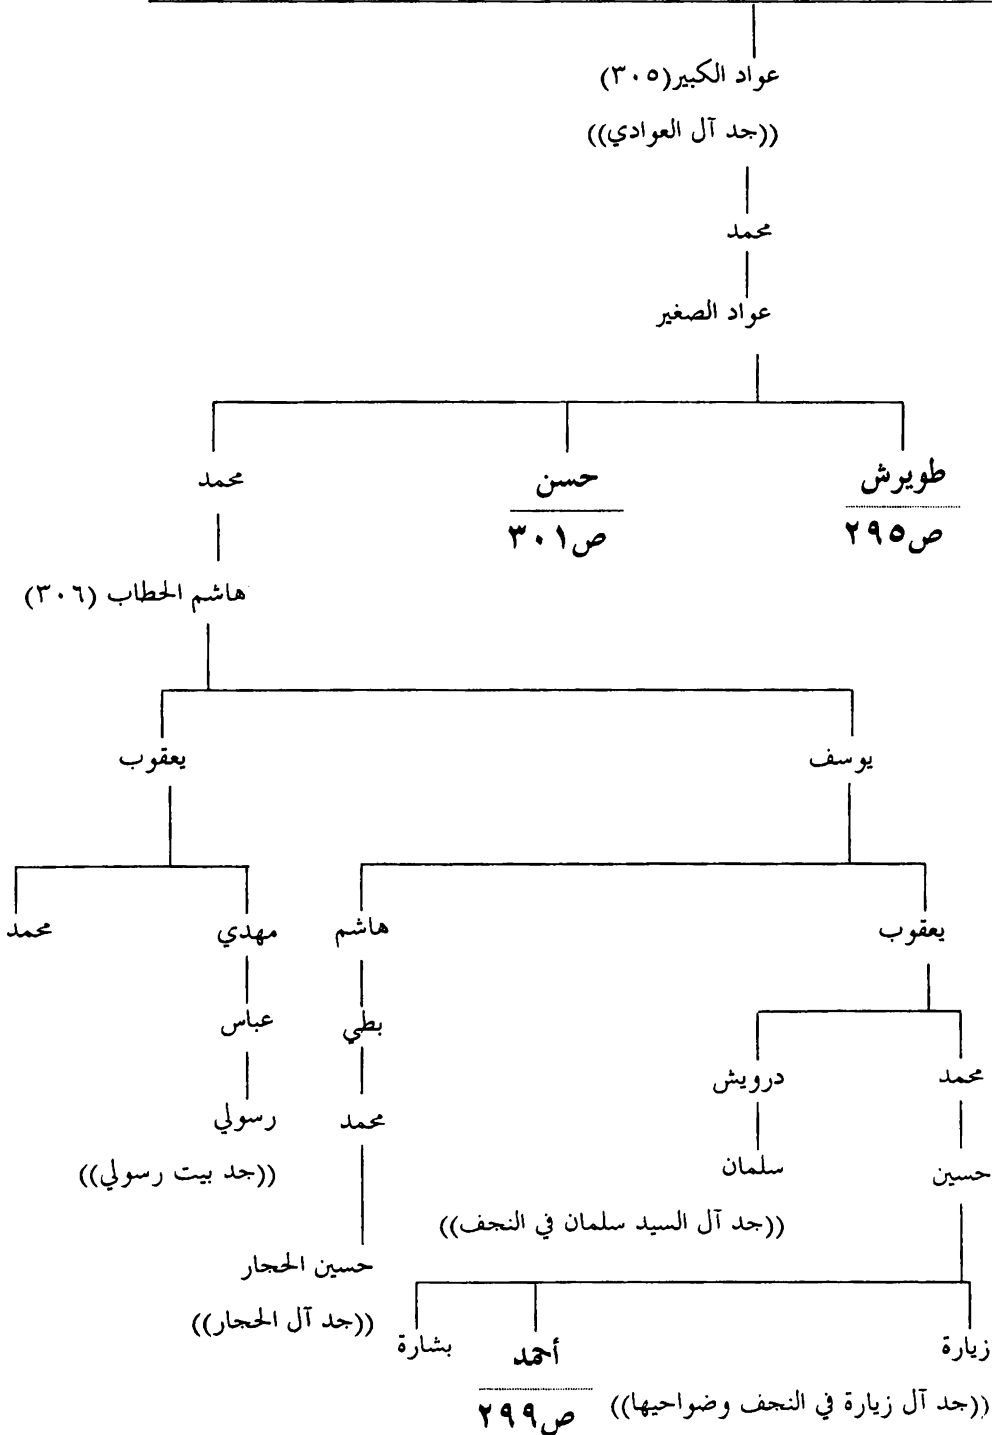 عواد الكبير(٣٠٥)
((جد آل العوادي))
محمد
عواد الصغير
طويرش حسن محمد
ص٢٩٥ ص٣٠١
هاشم الحطاب (٣٠٦)
يوسف يعقوب
يعقوب هاشم مهدي محمد
بطي عباس
محمد درويش
محمد رسولي
حسين سلمان ((جد بيت رسولي))
((جد آل السيد سلمان في النجف))
حسين الحجار
((جد آل الحجار))
زيارة أحمد بشارة
((جد آل زيارة في النجف وضواحيها)) ص٢٩٩